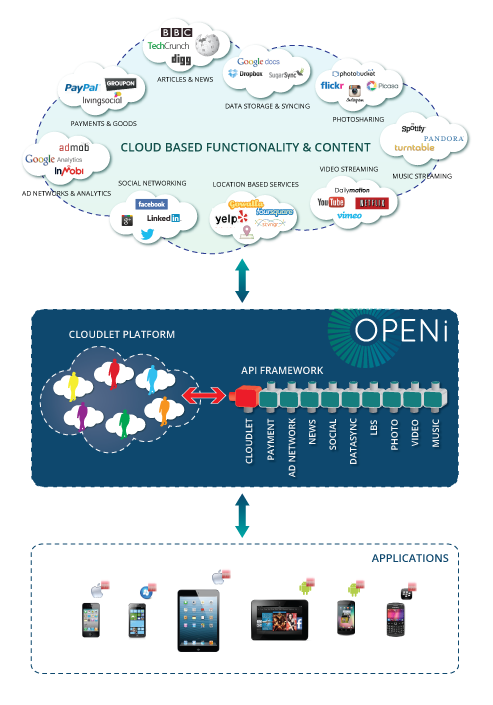 BBC
TechCrunch
digg
ARTICLES & NEWS
Google docs
Dropbox
SugarSync
DATA STORAGE & SYNCING
photobucket
flickr
Instagram
Picasa
PHOTOSHARING
PayPal
GROUPON
livingsocial
PAYMENTS & GOODS
Spotify
PANDORA
turntable
MUSIC STREAMING
CLOUD BASED FUNCTIONALITY & CONTENT
admob
Google Analytics
InMobi
AD NETWORKS & ANALYTICS
SOCIAL NETWORKING
facebook
LinkedIn
LOCATION BASED SERVICES
Gowalla
yelp
foursquare
VIDEO STREAMING
Dailymotion
YouTube
NETFLIX
vimeo
OPENi
CLOUDLET PLATFORM
API FRAMEWORK
CLOUDLET
PAYMENT
AD NETWORK
NEWS
SOCIAL
DATASYNC
LBS
PHOTO
VIDEO
MUSIC
APPLICATIONS